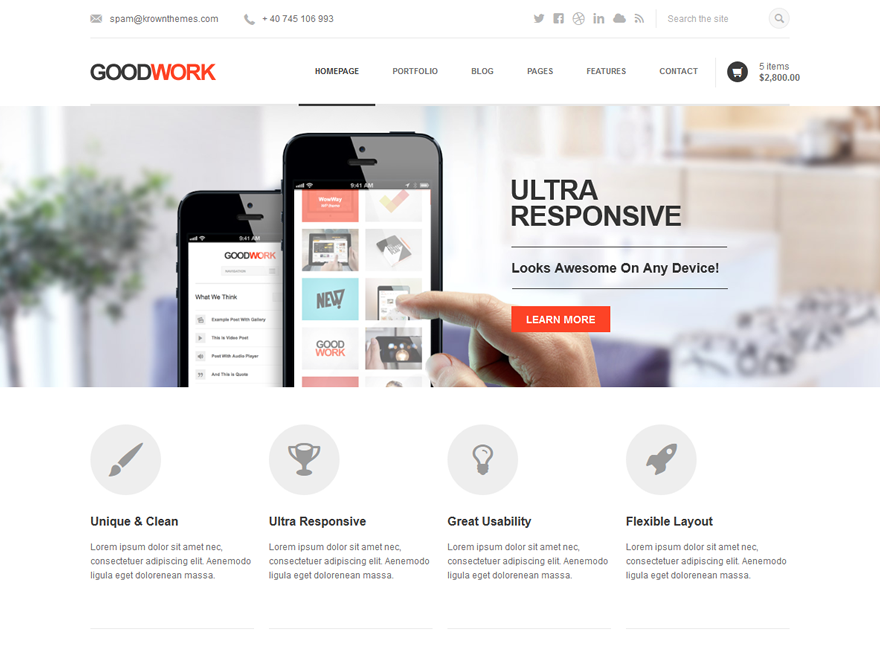 spam@krownthemes.com
+ 40 745 106 993
Search the site
GOODWORK
HOMEPAGE
PORTFOLIO
BLOG
PAGES
FEATURES
CONTACT
5 items
$2,800.00
9:41 AM
GOODWORK
NAVIGATION
What We Think
Example Post With Gallery
This is Video Post
Post With Audio Player
And This is Quote
9:41 AM
WowWay
NEW
GOOD
WORK
ULTRA
RESPONSIVE
Looks Awesome On Any Device!
LEARN MORE
Unique & Clean
Lorem ipsum dolor sit amet nec,
consectetuer adipiscing elit. Aenemodo
ligula eget dolorenean massa.
Ultra Responsive
Lorem ipsum dolor sit amet nec,
consectetuer adipiscing elit. Aenemodo
ligula eget dolorenean massa.
Great Usability
Lorem ipsum dolor sit amet nec,
consectetuer adipiscing elit. Aenemodo
ligula eget dolorenean massa.
Flexible Layout
Lorem ipsum dolor sit amet nec,
consectetuer adipiscing elit. Aenemodo
ligula eget dolorenean massa.